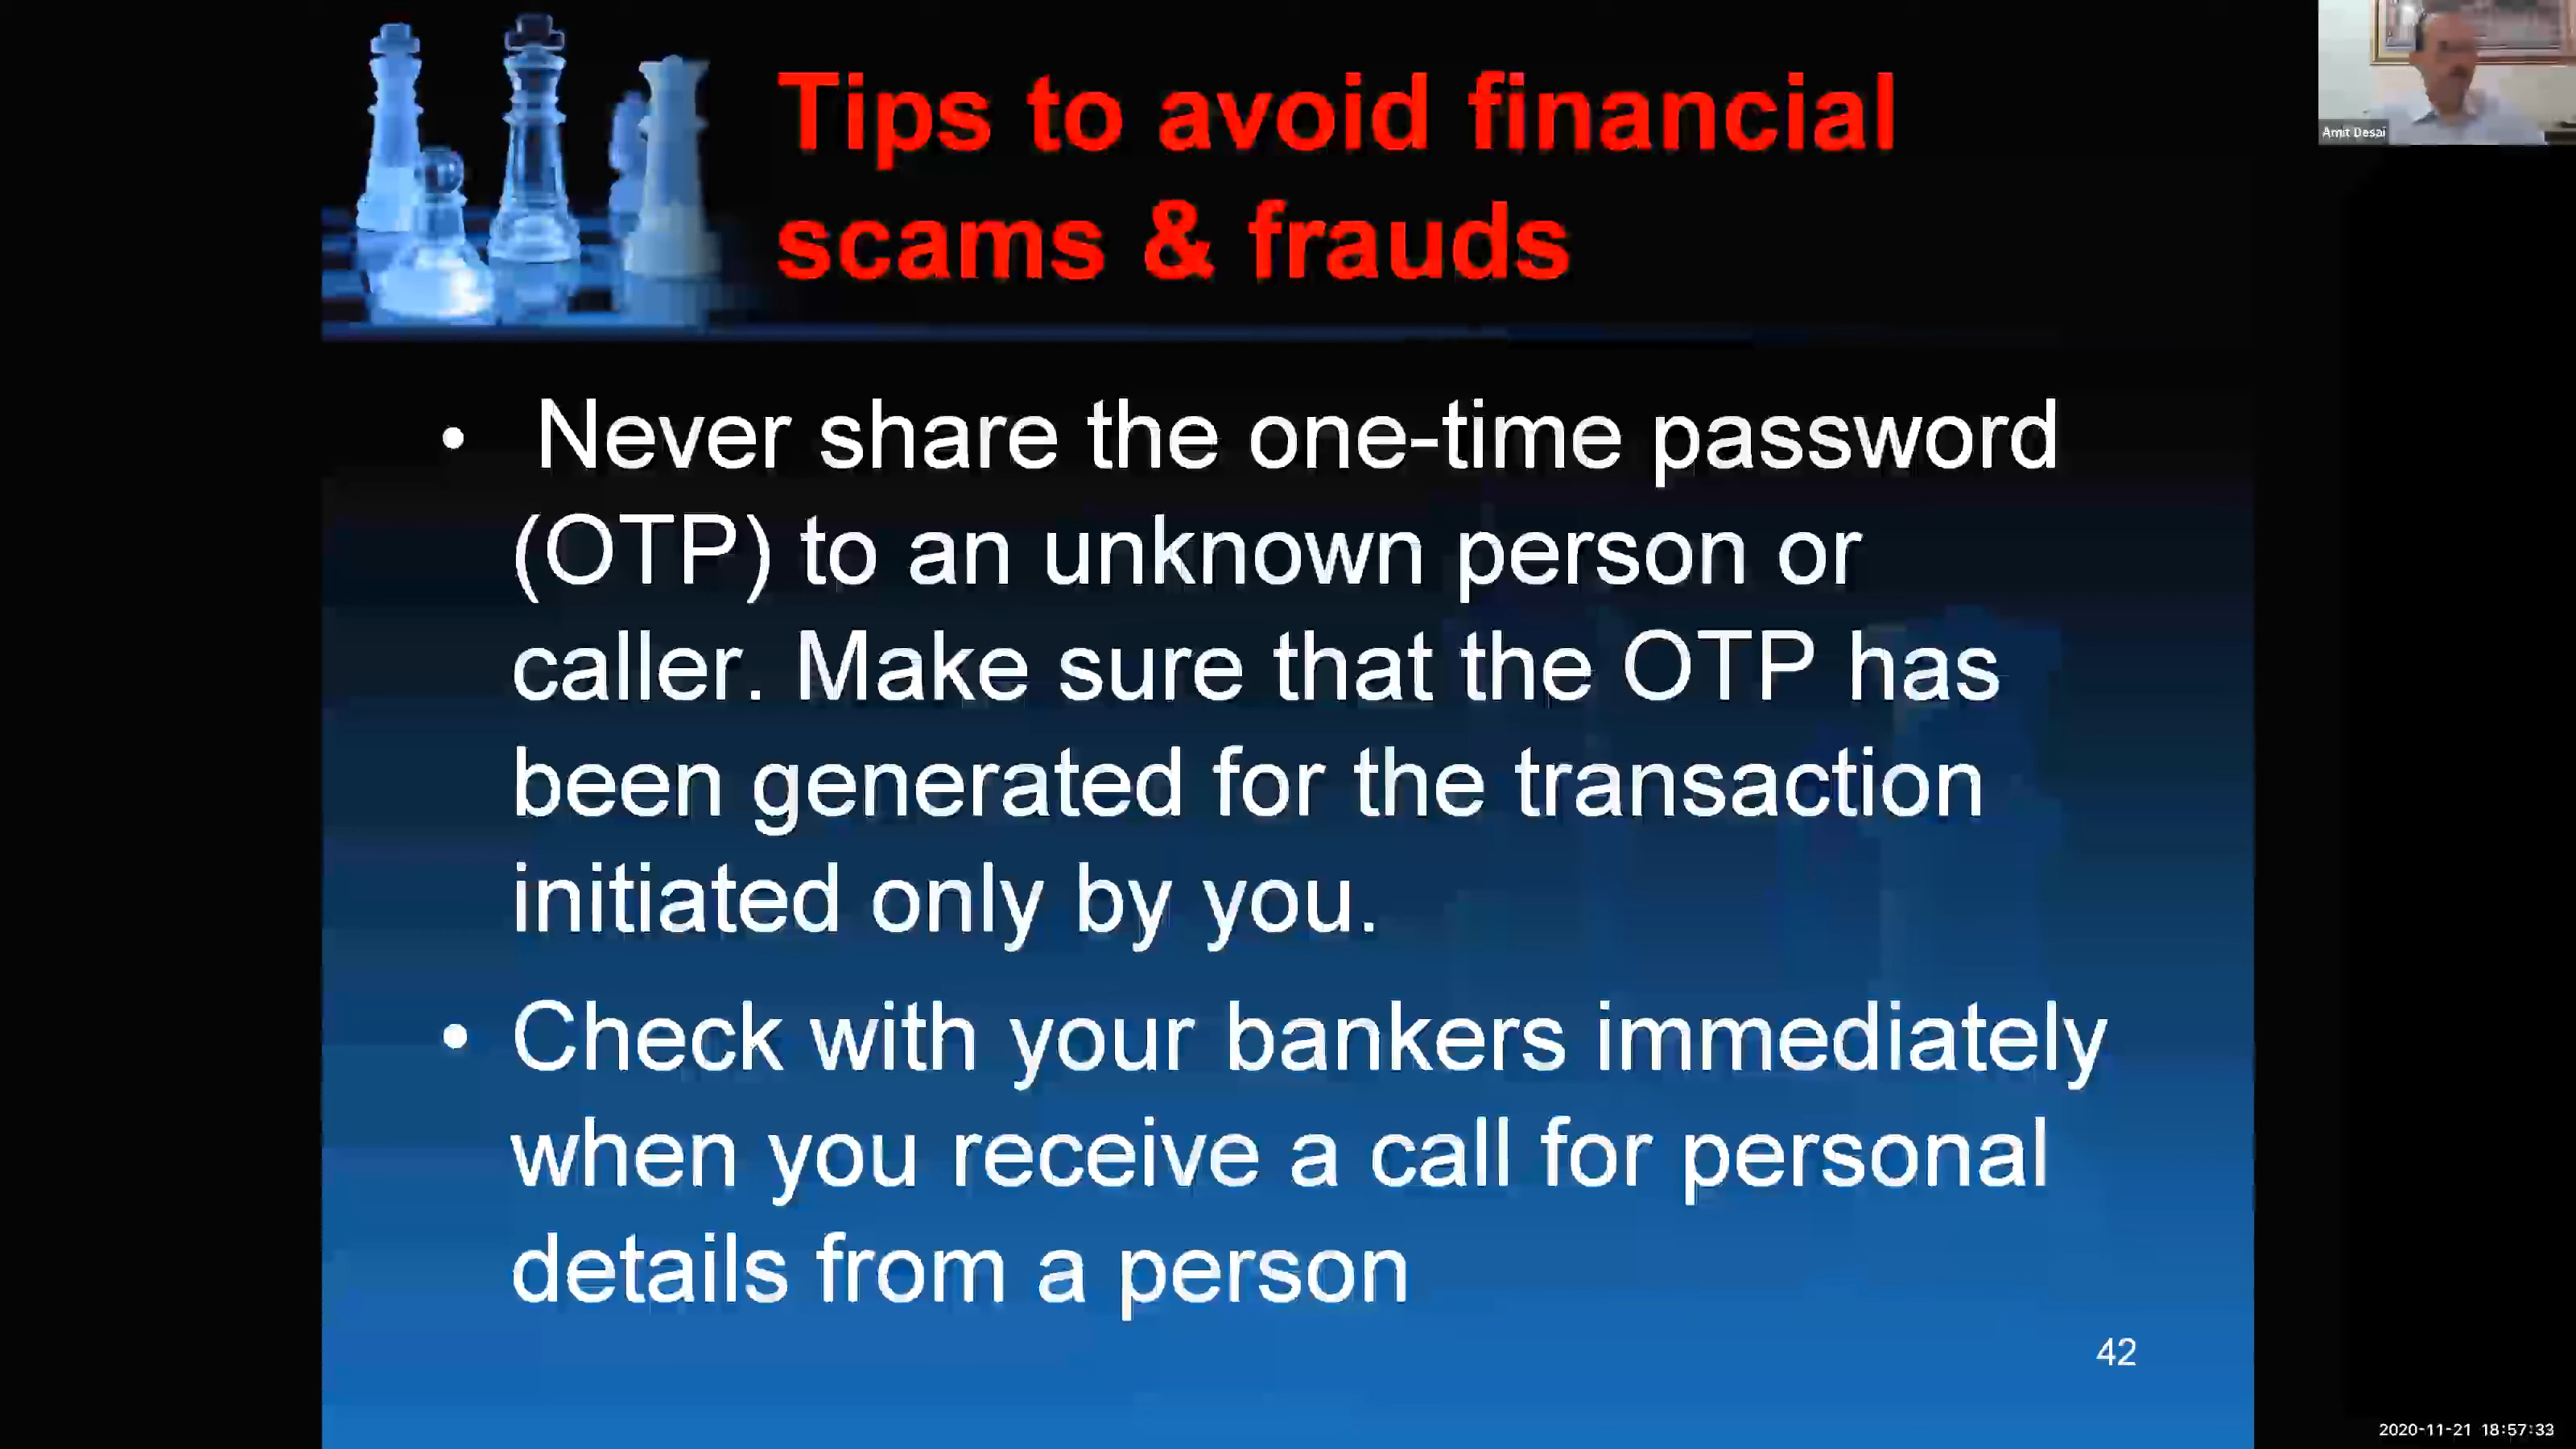 Tips to avoid financial
scams & frauds
Amit Desai
• Never share the one-time password
(OTP) to an unknown person or
caller. Make sure that the OTP has
been generated for the transaction
initiated only by you.
• Check with your bankers immediately
when you receive a call for personal
details from a person
42
2020-11-21 18:57:33